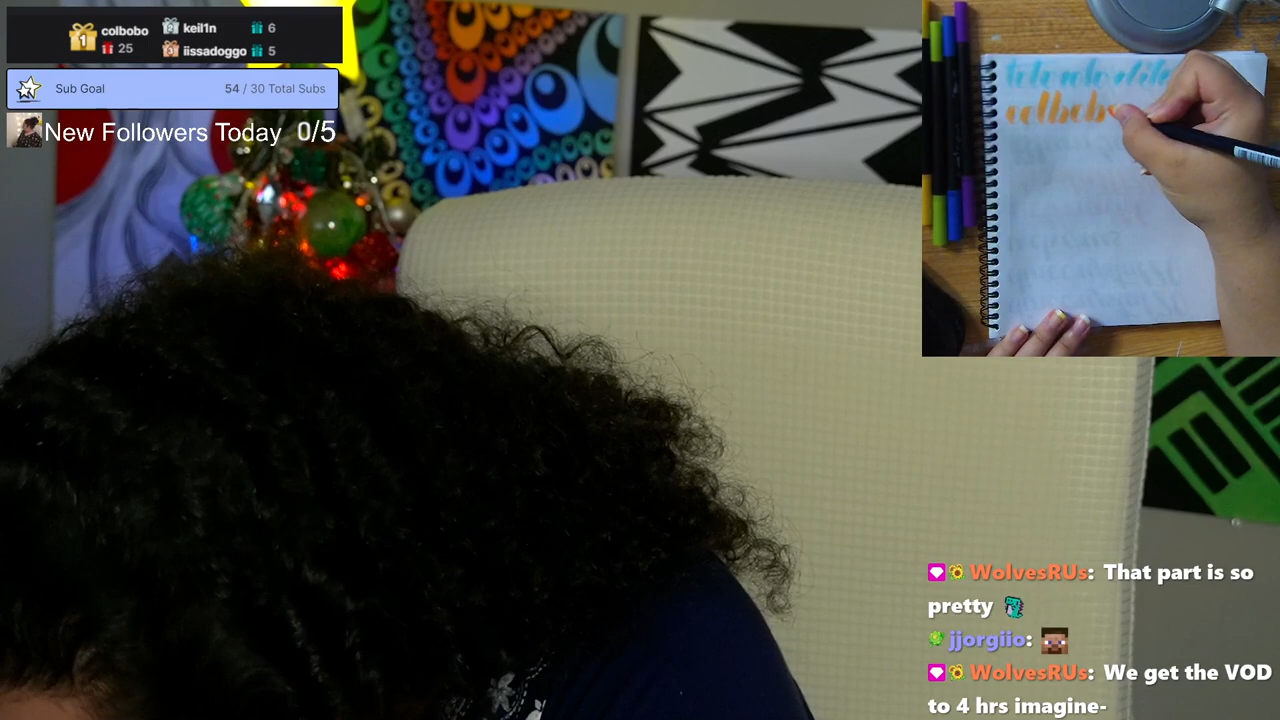 colbobo
25
keil1n 6
iissadoggo 5
Sub Goal 54 / 30 Total Subs
New Followers Today 0/5
colbobo
WolvesRUs: That part is so
pretty
jjorgiio:
WolvesRUs: We get the VOD
to 4 hrs imagine-